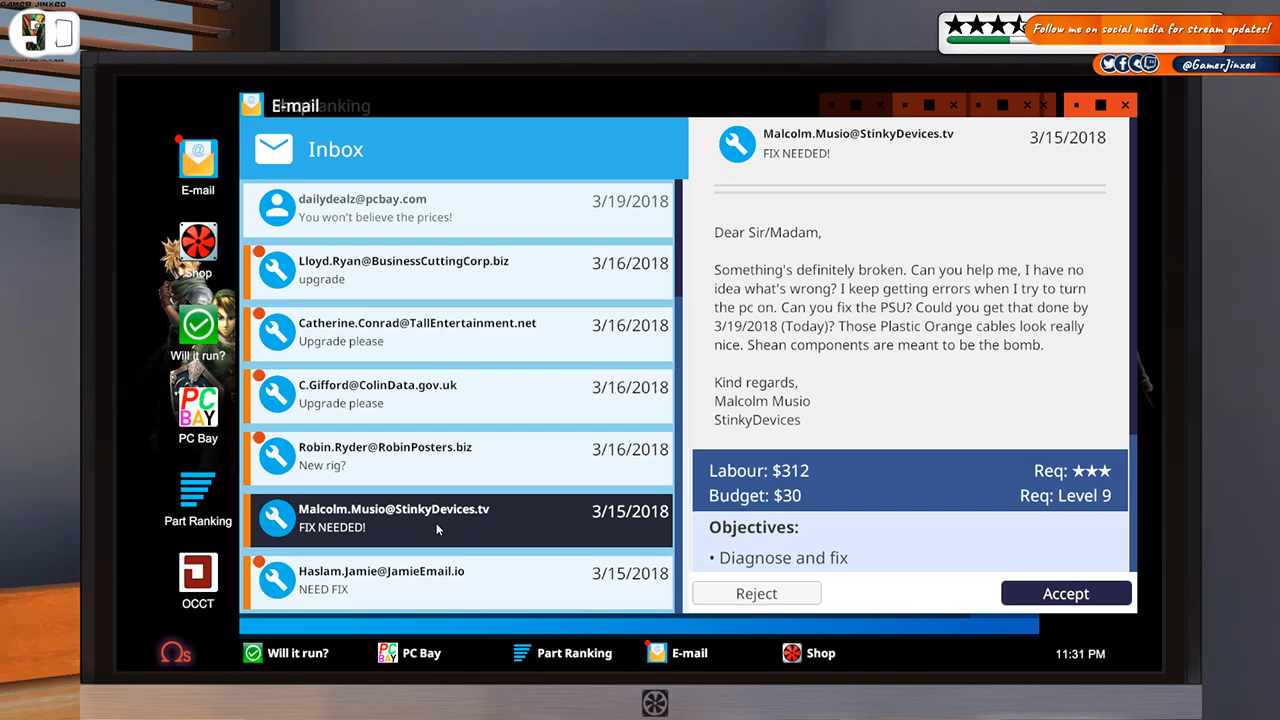 GAMER JINXED
Follow me on social media for stream updates!
@GamerJinxed
E-mail
Inbox
E-mail
Shop
Will it run?
PC BAY
PC Bay
Part Ranking
OCCT
dailydealz@pcbay.com
3/19/2018
You won't believe the prices!
Lloyd.Ryan@BusinessCuttingCorp.biz
3/16/2018
upgrade
Catherine.Conrad@TallEntertainment.net
3/16/2018
Upgrade please
C.Gifford@ColinData.gov.uk
3/16/2018
Upgrade please
Robin.Ryder@RobinPosters.biz
3/16/2018
New rig?
Malcolm.Musio@StinkyDevices.tv
3/15/2018
FIX NEEDED!
Haslam.Jamie@JamieEmail.io
3/15/2018
NEED FIX
Malcolm.Musio@StinkyDevices.tv
3/15/2018
FIX NEEDED!
Dear Sir/Madam,
Something's definitely broken. Can you help me, I have no
idea what's wrong? I keep getting errors when I try to turn
the pc on. Can you fix the PSU? Could you get that done by
3/19/2018 (Today)? Those Plastic Orange cables look really
nice. Shean components are meant to be the bomb.
Kind regards,
Malcolm Musio
StinkyDevices
Labour: $312
Req: ★★★
Budget: $30
Req: Level 9
Objectives:
• Diagnose and fix
Reject
Accept
Ωs
Will it run?
PC BAY
PC Bay
Part Ranking
E-mail
Shop
11:31 PM